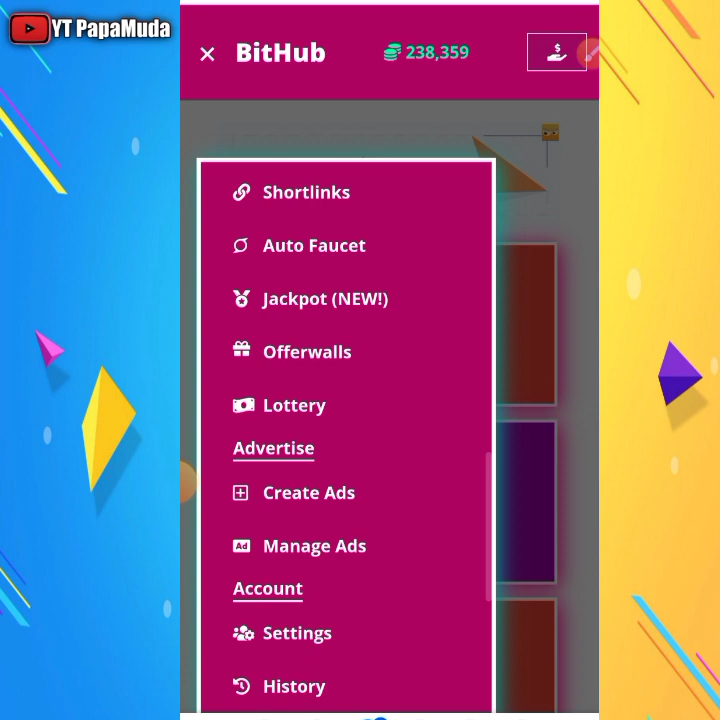 YT PapaMuda
BitHub
238,359
$
Shortlinks
Auto Faucet
Jackpot (NEW!)
Offerwalls
Lottery
Advertise
Create Ads
Ad
Manage Ads
Account
Settings
History